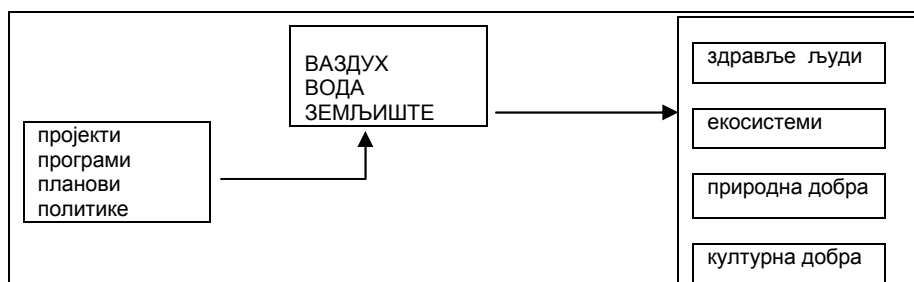 пројекти
програми
планови
политике
ВАЗДУХ
ВОДА
ЗЕМЉИШТЕ
здравље људи
екосистеми
природна добра
културна добра